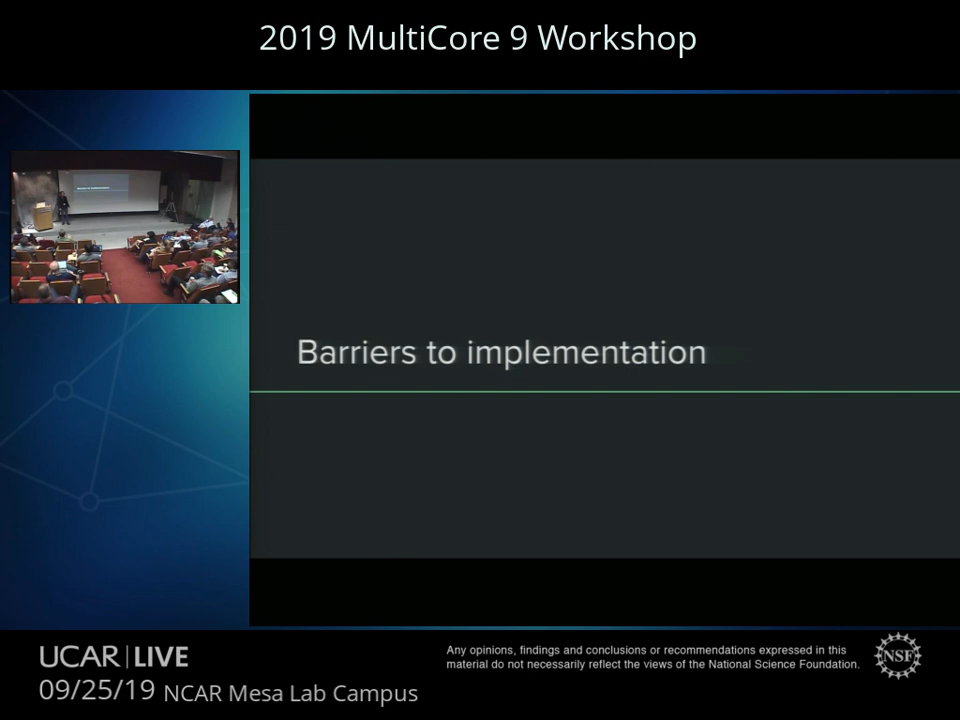 2019 MultiCore 9 Workshop
Barriers to implementation
UCAR | LIVE
09/25/19 NCAR Mesa Lab Campus
Any opinions, findings and conclusions or recommendations expressed in this
material do not necessarily reflect the views of the National Science Foundation.
NSF